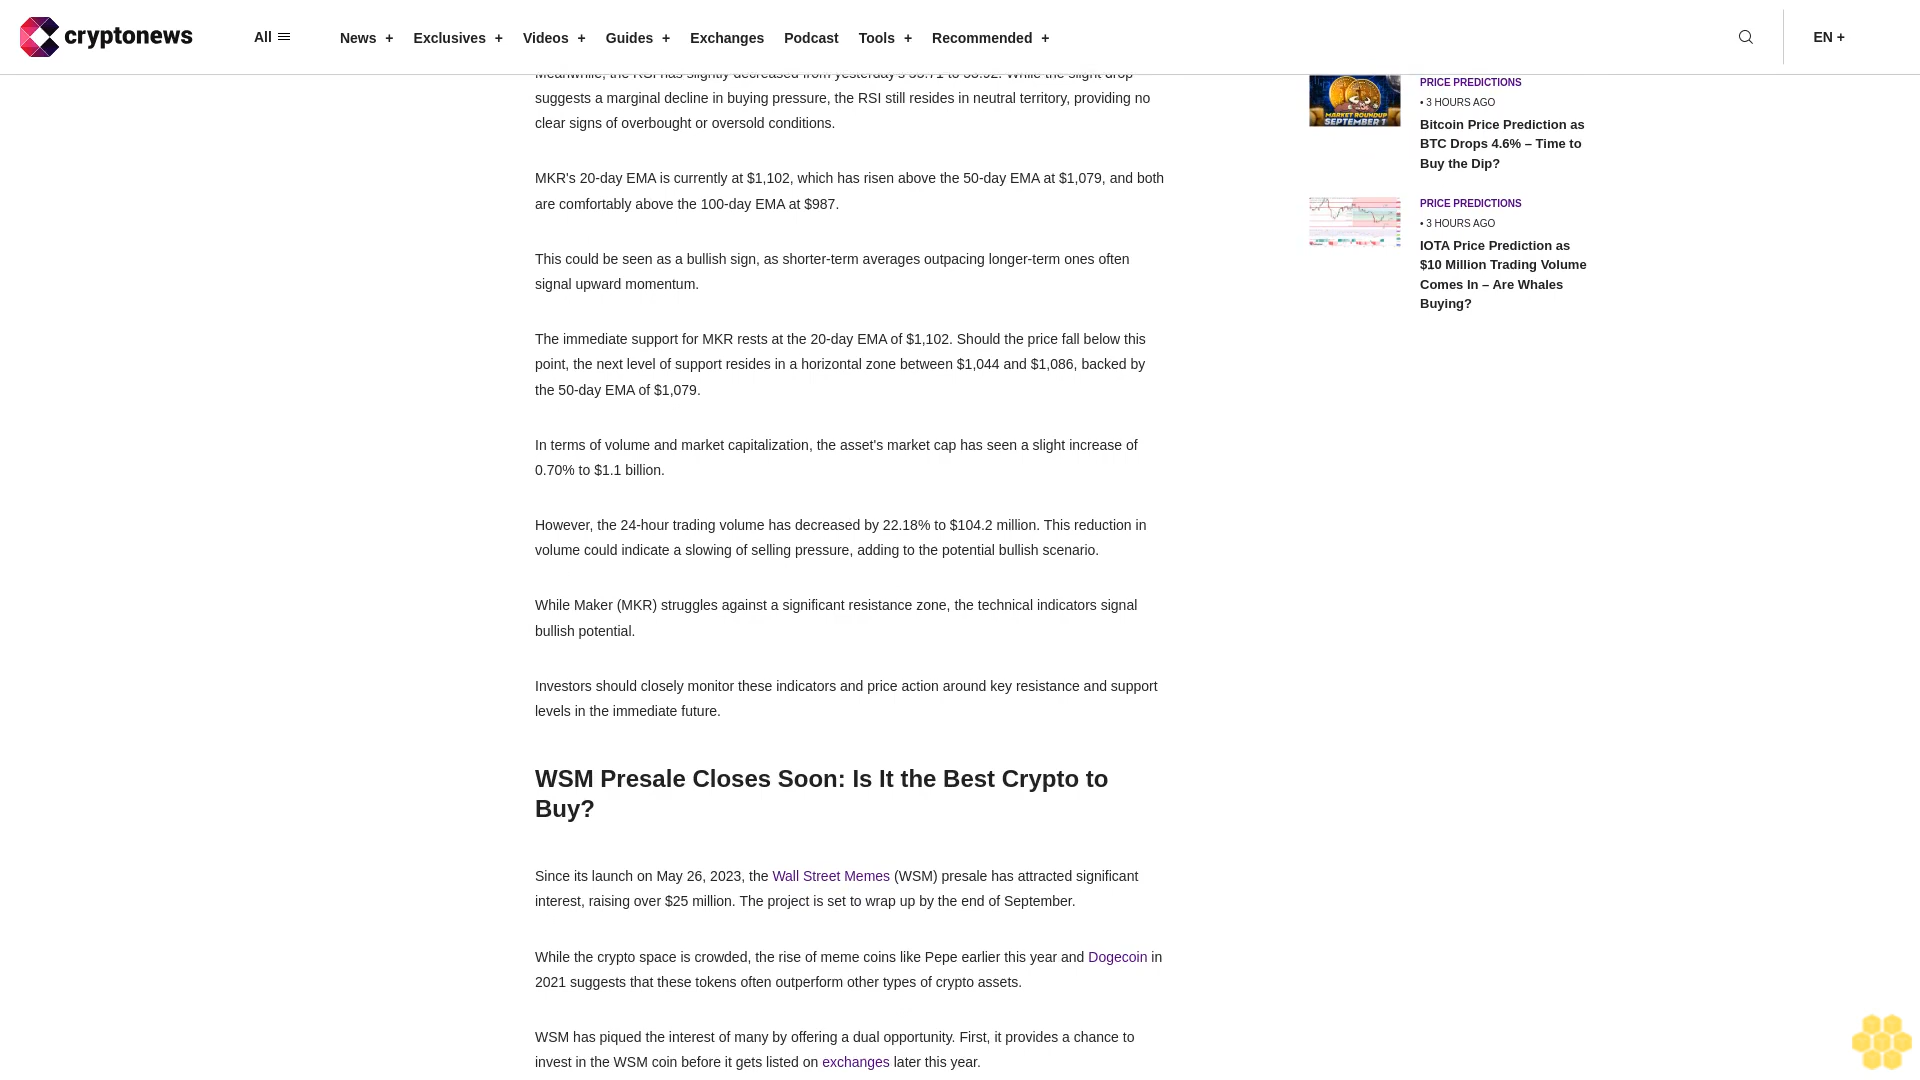 cryptonews
All
News +
Exclusives +
Videos +
Guides +
Exchanges
Podcast
Tools +
Recommended +
EN +
Meanwhile, the RSI has slightly decreased from yesterday's
While the slight drop
suggests a marginal decline in buying pressure, the RSI still resides in neutral territory, providing no
clear signs of overbought or oversold conditions.
MKR's 20-day EMA is currently at $1,102, which has risen above the 50-day EMA at $1,079, and both
are comfortably above the 100-day EMA at $987.
This could be seen as a bullish sign, as shorter-term averages outpacing longer-term ones often
signal upward momentum.
The immediate support for MKR rests at the 20-day EMA of $1,102. Should the price fall below this
point, the next level of support resides in a horizontal zone between $1,044 and $1,086, backed by
the 50-day EMA of $1,079.
In terms of volume and market capitalization, the asset's market cap has seen a slight increase of
0.70% to $1.1 billion.
However, the 24-hour trading volume has decreased by 22.18% to $104.2 million. This reduction in
volume could indicate a slowing of selling pressure, adding to the potential bullish scenario.
While Maker (MKR) struggles against a significant resistance zone, the technical indicators signal
bullish potential.
Investors should closely monitor these indicators and price action around key resistance and support
levels in the immediate future.
WSM Presale Closes Soon: Is It the Best Crypto to
Buy?
Since its launch on May 26, 2023, the Wall Street Memes (WSM) presale has attracted significant
interest, raising over $25 million. The project is set to wrap up by the end of September.
While the crypto space is crowded, the rise of meme coins like Pepe earlier this year and Dogecoin in
2021 suggests that these tokens often outperform other types of crypto assets.
WSM has piqued the interest of many by offering a dual opportunity. First, it provides a chance to
invest in the WSM coin before it gets listed on exchanges later this year.
MARKET ROUNDUP
SEPTEMBER 1
PRICE PREDICTIONS
• 3 HOURS AGO
Bitcoin Price Prediction as
BTC Drops 4.6% – Time to
Buy the Dip?
PRICE PREDICTIONS
• 3 HOURS AGO
IOTA Price Prediction as
$10 Million Trading Volume
Comes In – Are Whales
Buying?